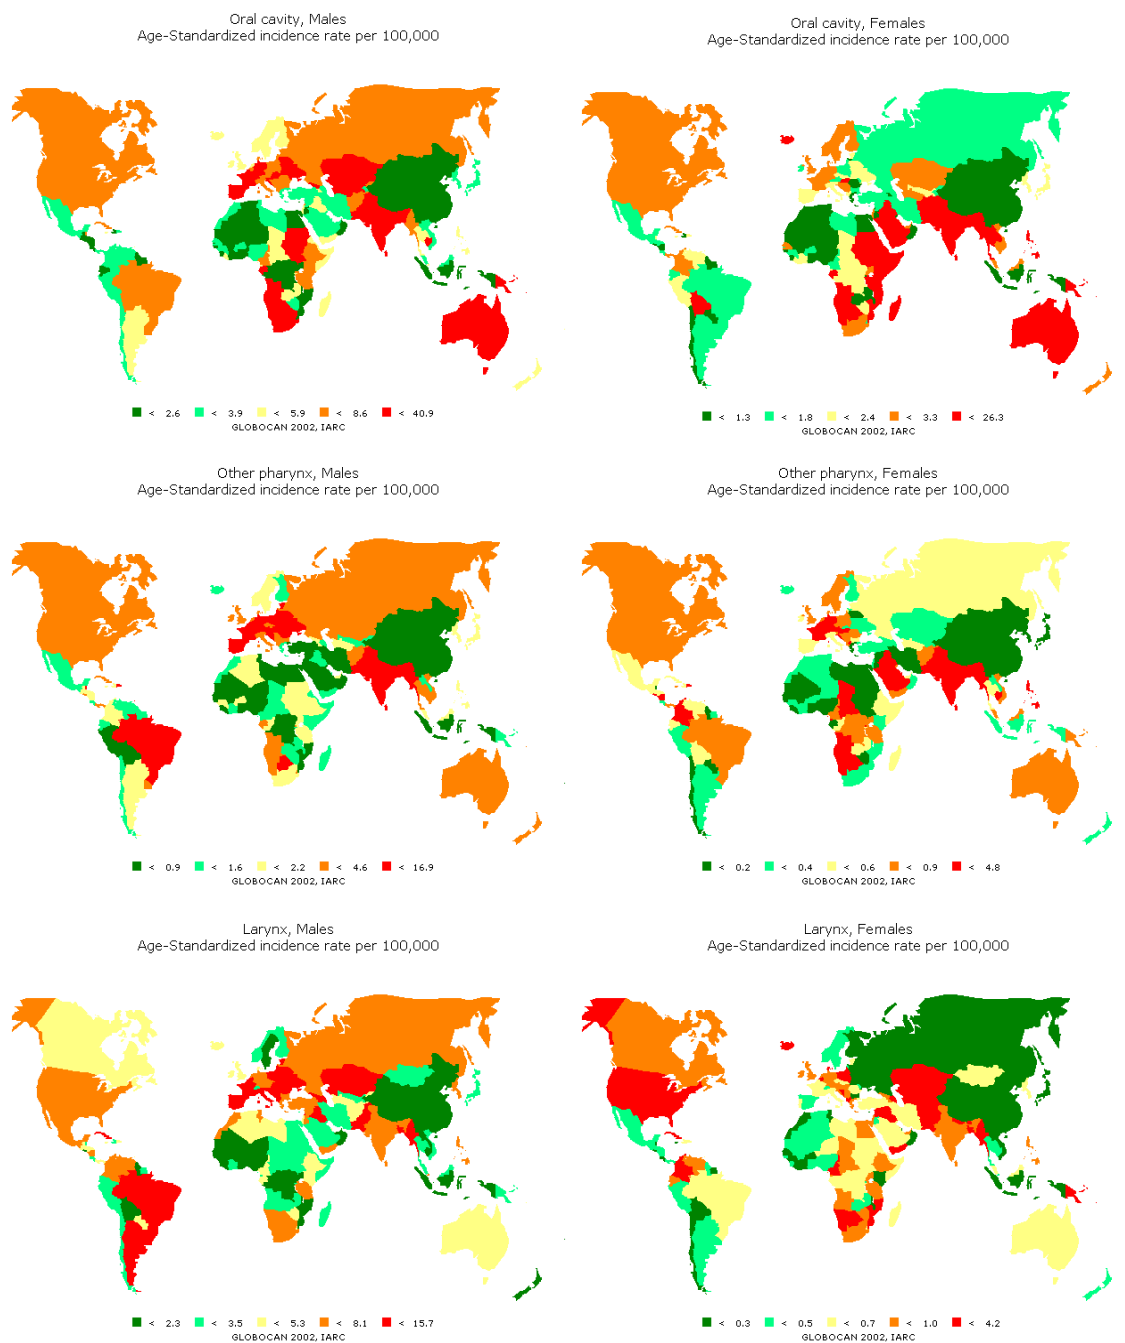 Oral cavity, Males
Age-Standardized incidence rate per 100,000
< 2.6 < 3.9 < 5.9 < 8.6 < 40.9
GLOBOCAN 2002, IARC
Oral cavity, Females
Age-Standardized incidence rate per 100,000
< 1.3 < 1.8 < 2.4 < 3.3 < 26.3
GLOBOCAN 2002, IARC
Other pharynx, Males
Age-Standardized incidence rate per 100,000
< 0.9 < 1.6 < 2.2 < 4.6 < 16.9
GLOBOCAN 2002, IARC
Other pharynx, Females
Age-Standardized incidence rate per 100,000
< 0.2 < 0.4 < 0.6 < 0.9 < 4.8
GLOBOCAN 2002, IARC
Larynx, Males
Age-Standardized incidence rate per 100,000
< 2.3 < 3.5 < 5.3 < 8.1 < 15.7
GLOBOCAN 2002, IARC
Larynx, Females
Age-Standardized incidence rate per 100,000
< 0.3 < 0.5 < 0.7 < 1.0 < 4.2
GLOBOCAN 2002, IARC